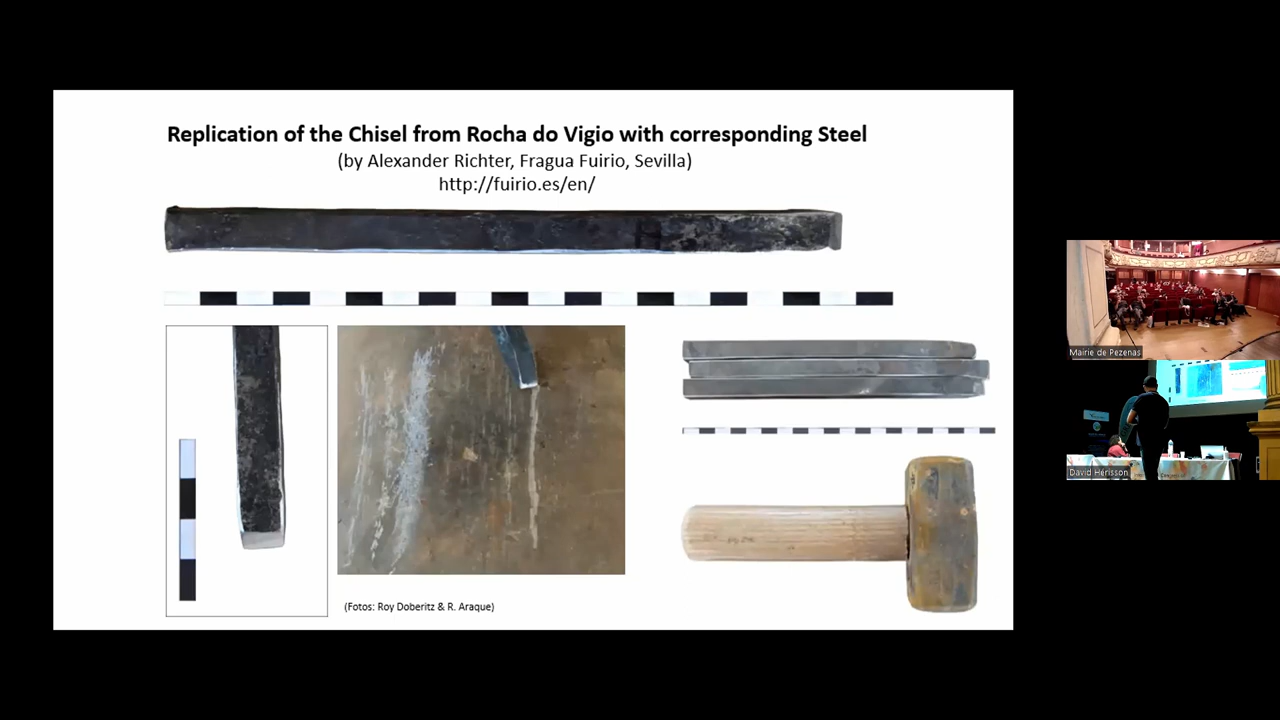 Replication of the Chisel from Rocha do Vigio with corresponding Steel
(by Alexander Richter, Fragua Fuirio, Sevilla)
http://fuirio.es/en/
(Fotos: Roy Doberitz & R. Araque)
Mairie de Pezenas
David Hérisson